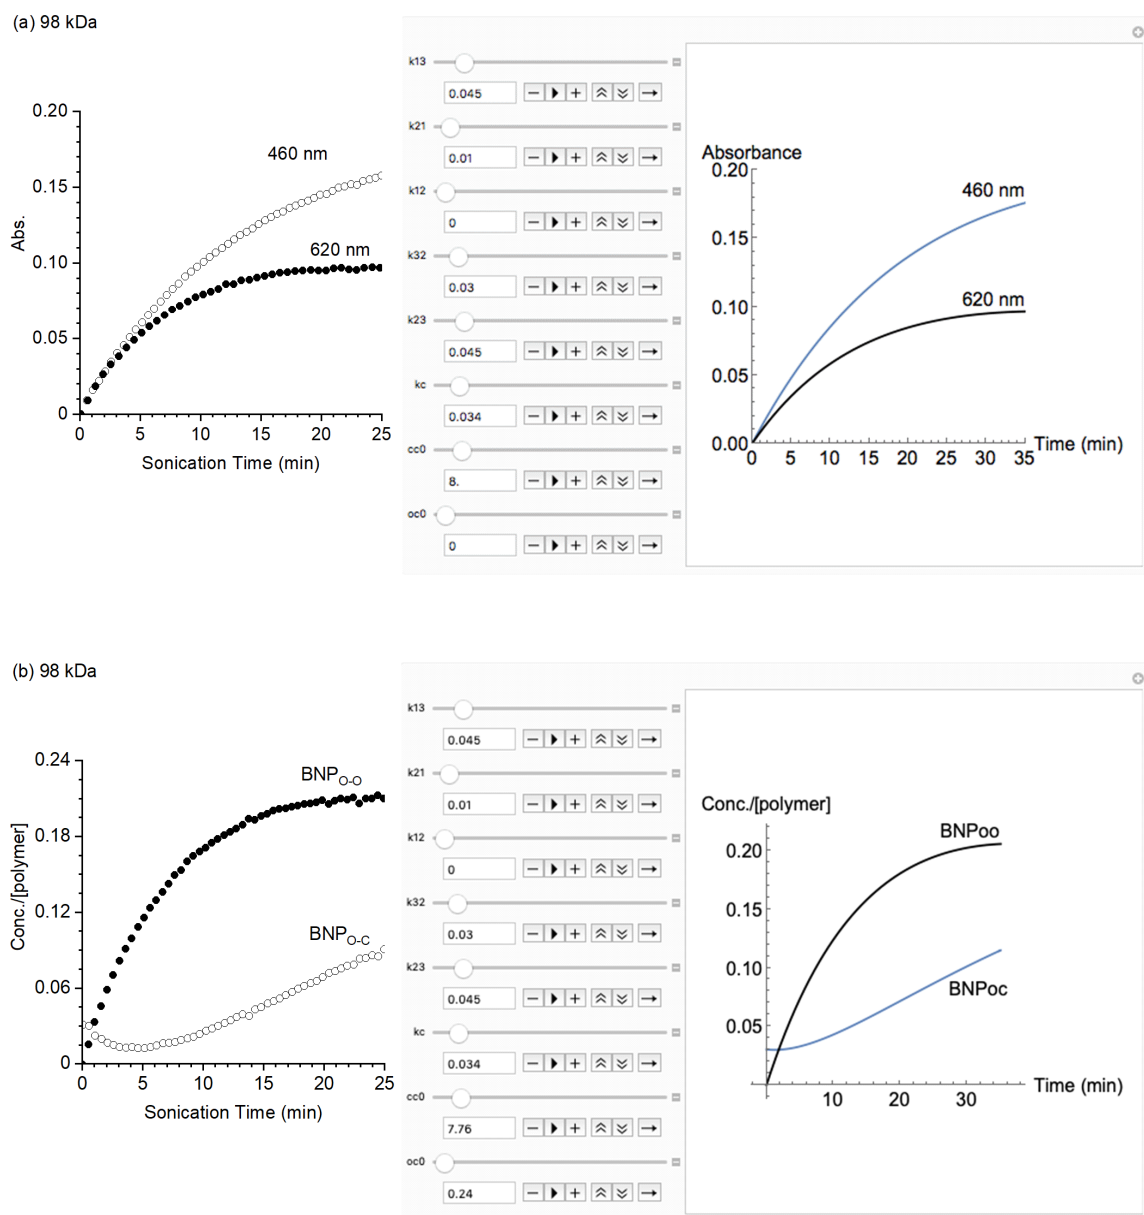 (a) 98 kDa
0.20
0.15
0.10
0.05
0
Abs.
460 nm
620 nm
0 5 10 15 20 25
Sonication Time (min)
k13
0.045
k21
0.01
k12
0
k32
0.03
k23
0.045
kc
0.034
cc0
8.
oc0
0
Absorbance
0.20
0.15
0.10
0.05
0.00
460 nm
620 nm
0 5 10 15 20 25 30 35
Time (min)
(b) 98 kDa
0.24
0.18
0.12
0.06
0
Conc./[polymer]
BNPO-O
BNPO-C
0 5 10 15 20 25
Sonication Time (min)
k13
0.045
k21
0.01
k12
0
k32
0.03
k23
0.045
kc
0.034
cc0
7.76
oc0
0.24
Conc./[polymer]
0.20
0.15
0.10
0.05
BNPoo
BNPoc
10 20 30
Time (min)